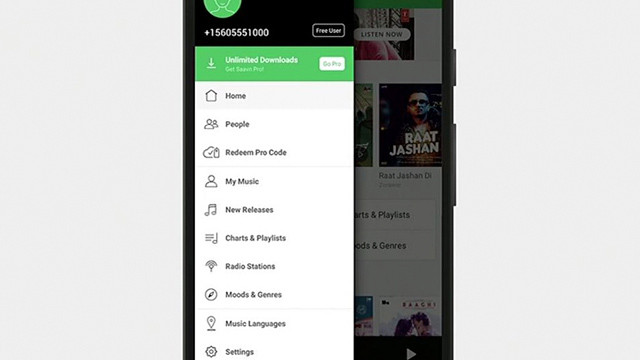 LISTEN NOW
+15605551000
Free User
Unlimited Downloads
Get Saavn Pro!
Go Pro
Home
People
Redeem Pro Code
My Music
New Releases
Charts & Playlists
Radio Stations
Moods & Genres
Music Languages
Settings
RAAT
JASHAN
Raat Jashan Di
Zorawar
arts & Playlists
oods & Genres
BAAGHI